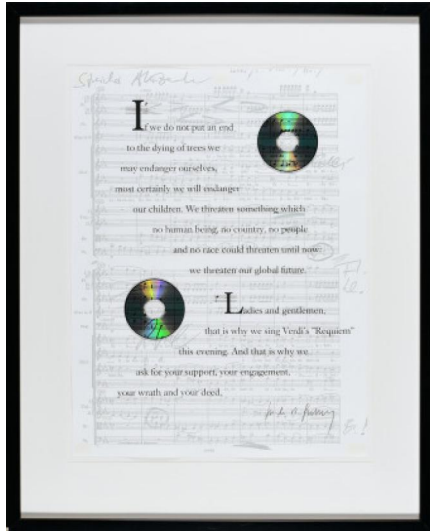 If we do not put an end
to the dying of trees we
may endanger ourselves,
most certainly we will endanger
our children. We threaten something which
no human being, no country, no people
and no race could threaten until now:
we threaten our global future.
Ladies and gentlemen,
that is why we sing Verdi's "Requiem"
this evening. And that is why we
ask for your support, your engagement,
your wrath and your deed.